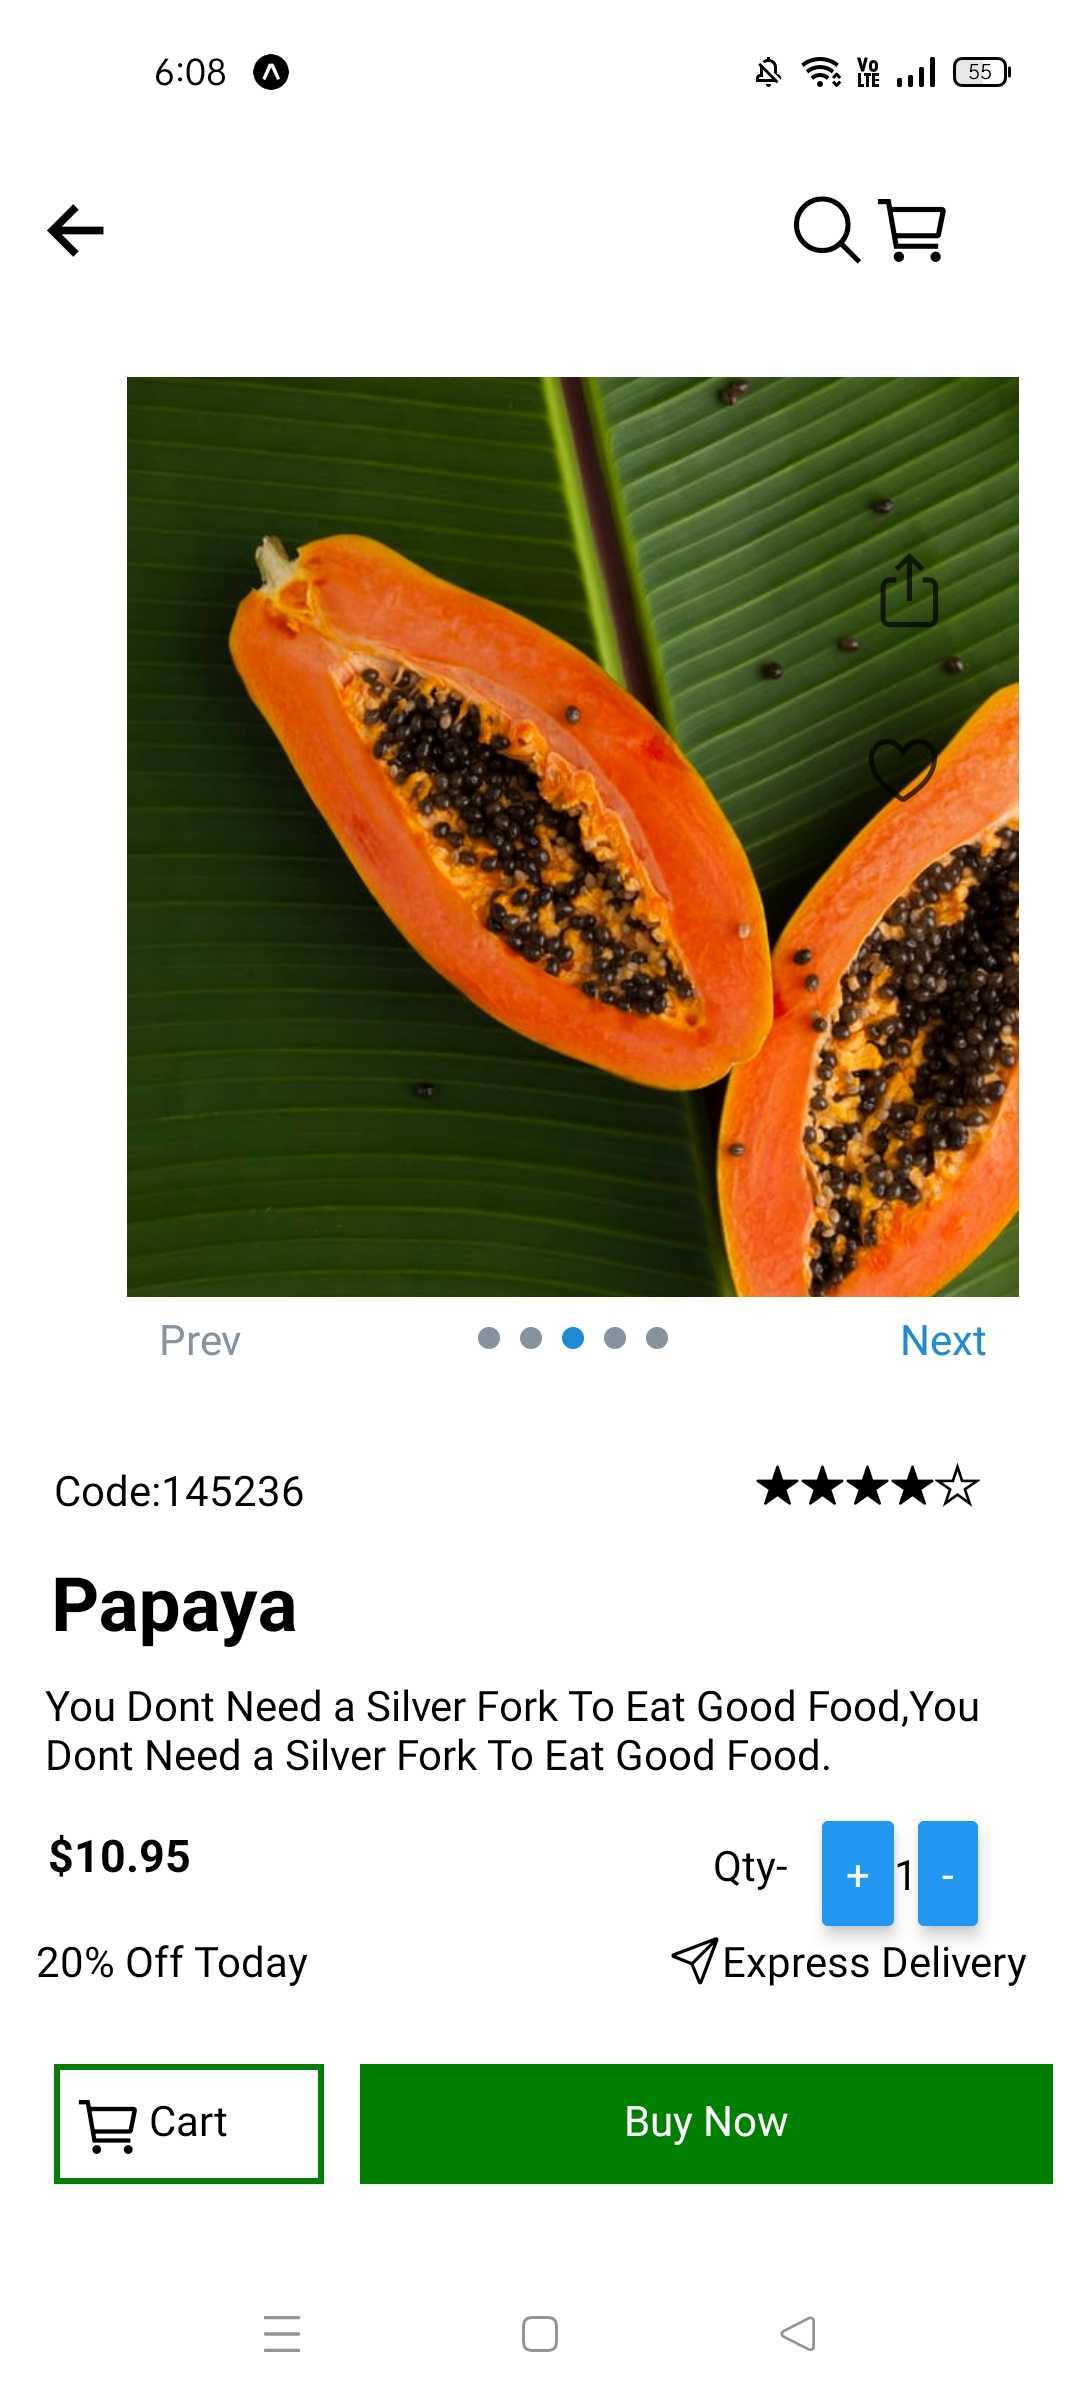 6:08
Vo
LTE
55
Prev
Next
Code:145236
★★★★☆
Papaya
You Dont Need a Silver Fork To Eat Good Food,You
Dont Need a Silver Fork To Eat Good Food.
$10.95
Qty- + 1 -
20% Off Today
Express Delivery
Cart
Buy Now